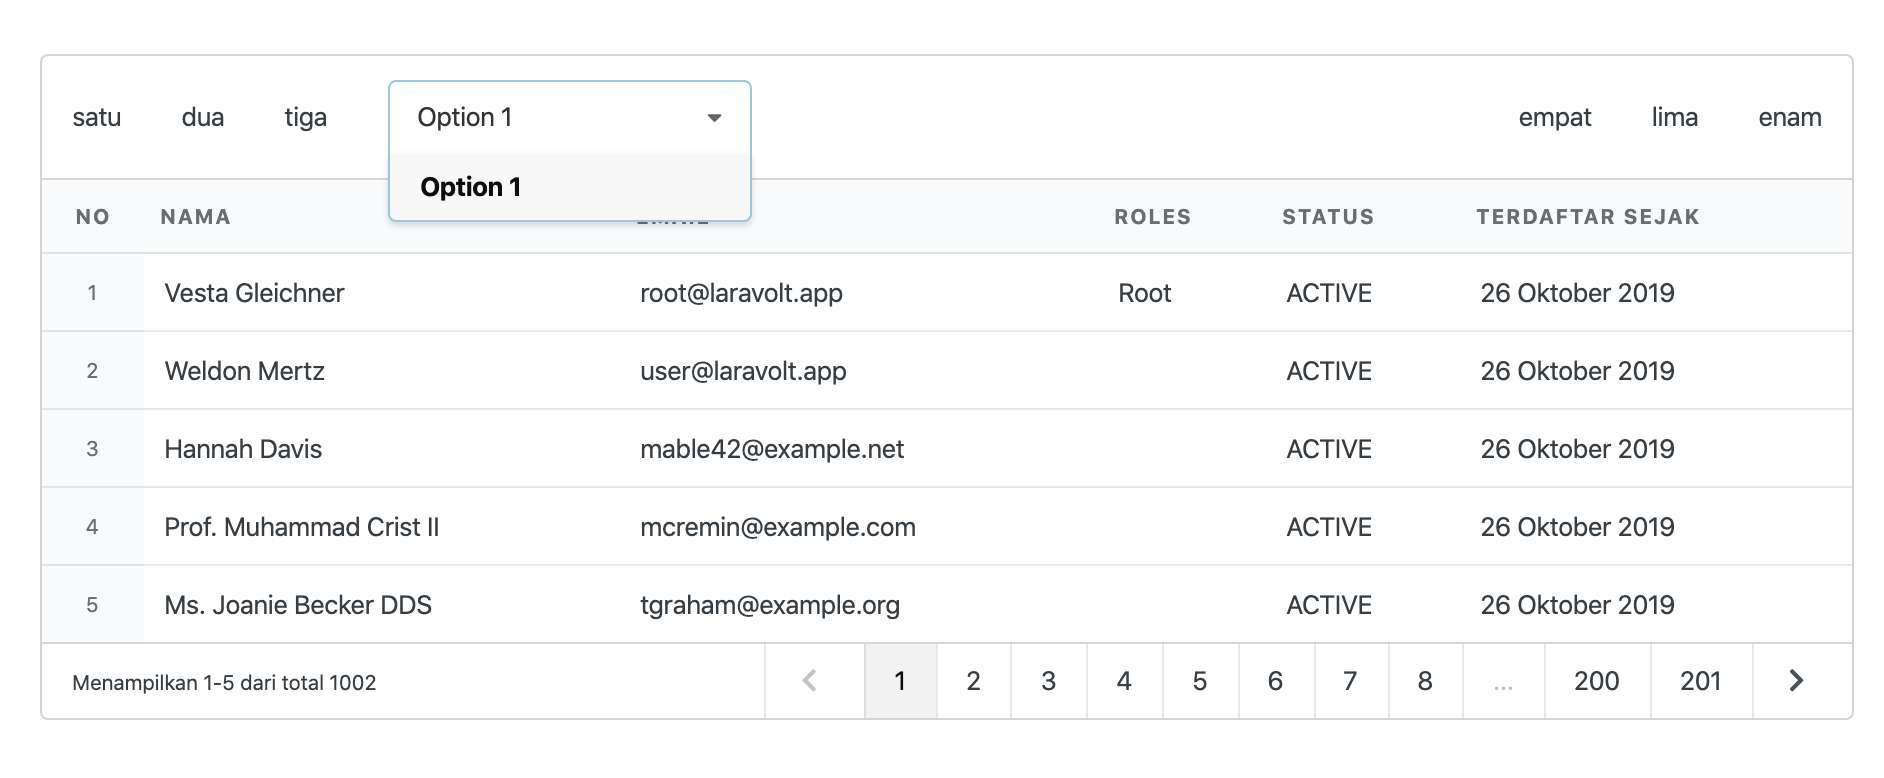 satu dua tiga Option 1 empat lima enam
Option 1
NO NAMA ROLES STATUS TERDAFTAR SEJAK
1 Vesta Gleichner root@laravolt.app Root ACTIVE 26 Oktober 2019
2 Weldon Mertz user@laravolt.app ACTIVE 26 Oktober 2019
3 Hannah Davis mable42@example.net ACTIVE 26 Oktober 2019
4 Prof. Muhammad Crist II mcremin@example.com ACTIVE 26 Oktober 2019
5 Ms. Joanie Becker DDS tgraham@example.org ACTIVE 26 Oktober 2019
Menampilkan 1-5 dari total 1002 1 2 3 4 5 6 7 8 ... 200 201